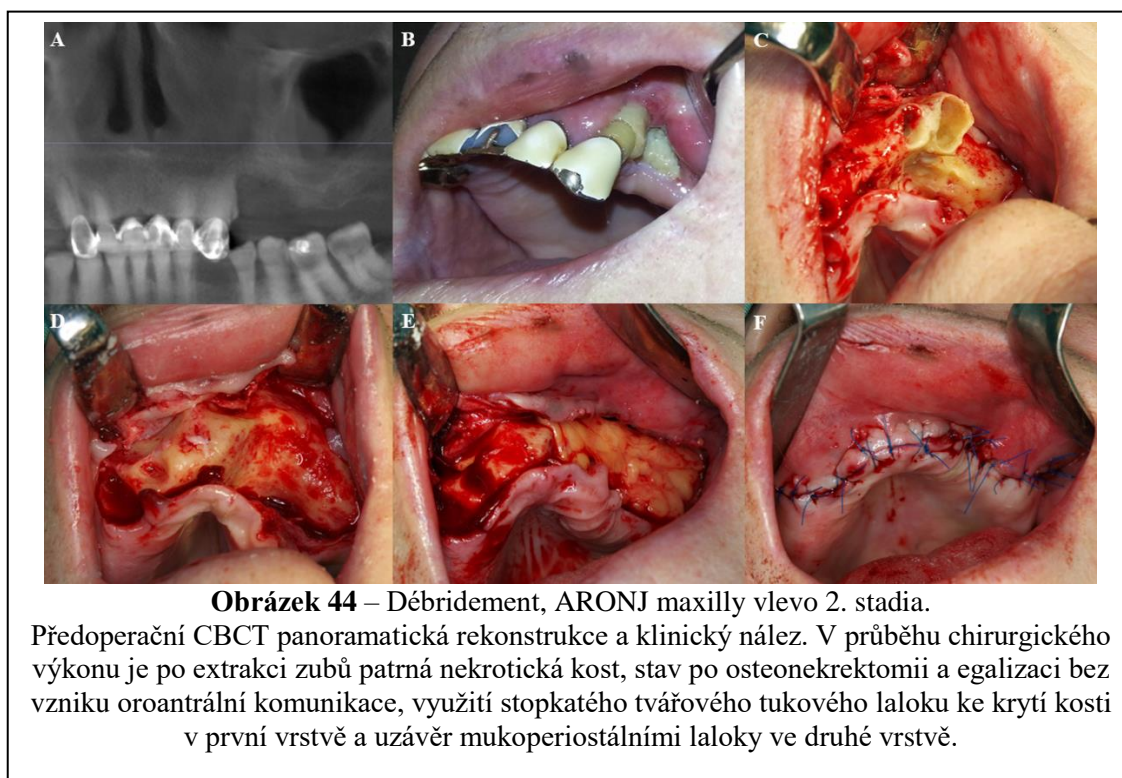 A
B
C
D
E
F
Obrázek 44 – Débridement, ARONJ maxilly vlevo 2. stadia.
Předoperační CBCT panoramatická rekonstrukce a klinický nález. V průběhu chirurgického
výkonu je po extrakci zubů patrná nekrotická kost, stav po osteonekrektomii a egalizaci bez
vzniku oroantrální komunikace, využití stopkatého tvářového tukového laloku ke krytí kosti
v první vrstvě a uzávěr mukoperiostálními laloky ve druhé vrstvě.